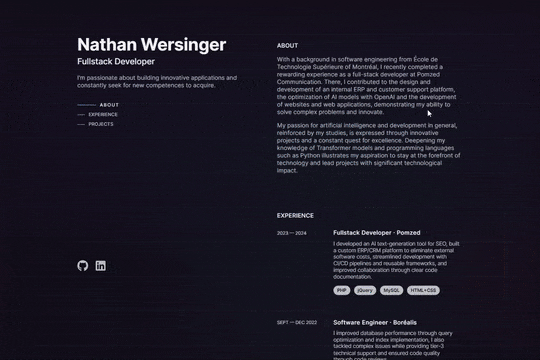 Nathan Wersinger
Fullstack Developer
I'm passionate about building innovative applications and
constantly seek for new competences to acquire.
ABOUT
EXPERIENCE
PROJECTS
ABOUT
With a background in software engineering from École de
Technologie Supérieure of Montréal, I recently completed a
rewarding experience as a full-stack developer at Pomzed
Communication. There, I contributed to the design and
development of an internal ERP and customer support platform,
the optimization of AI models with OpenAI and the development
of websites and web applications, demonstrating my ability to
solve complex problems and innovate.
My passion for artificial intelligence and development in general,
reinforced by my studies, is expressed through innovative
projects and a constant quest for excellence. Deepening my
knowledge of Transformer models and programming languages
such as Python illustrates my aspiration to stay at the forefront of
technology and lead projects with significant technological
impact.
EXPERIENCE
2023 — 2024
Fullstack Developer · Pomzed
I developed an AI text-generation tool for SEO, built
a custom ERP/CRM platform to eliminate external
software costs, streamlined development with
CI/CD pipelines and reusable frameworks, and
improved collaboration through clear code
documentation.
PHP
jQuery
MySQL
HTML+CSS
SEPT — DEC 2022
Software Engineer · Boréalis
I improved database performance through query
optimization and index implementation, I also
tackled complex issues while providing tier-3
technical support and ensured code quality
through code reviews